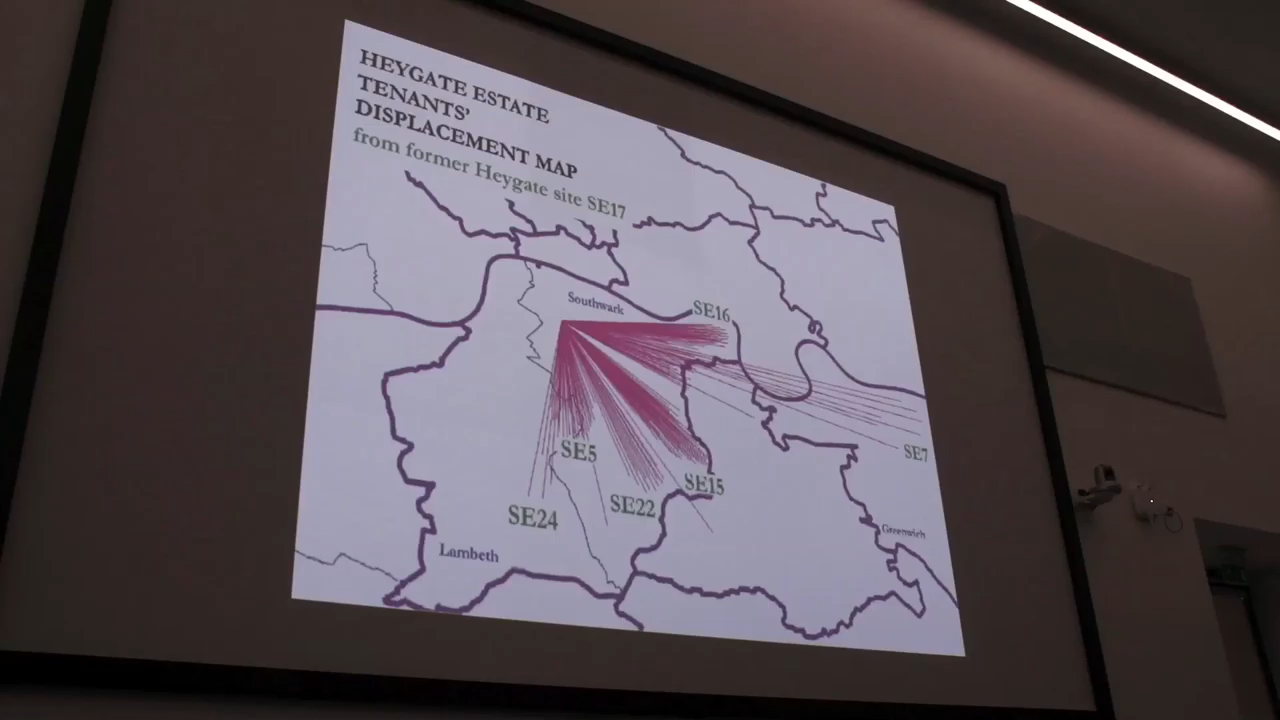 HEYGATE ESTATE
TENANTS'
DISPLACEMENT MAP
from former Heygate site SE17
Southwark
SE16
SE5
SE7
SE15
SE22
SE24
Greenwich
Lambeth